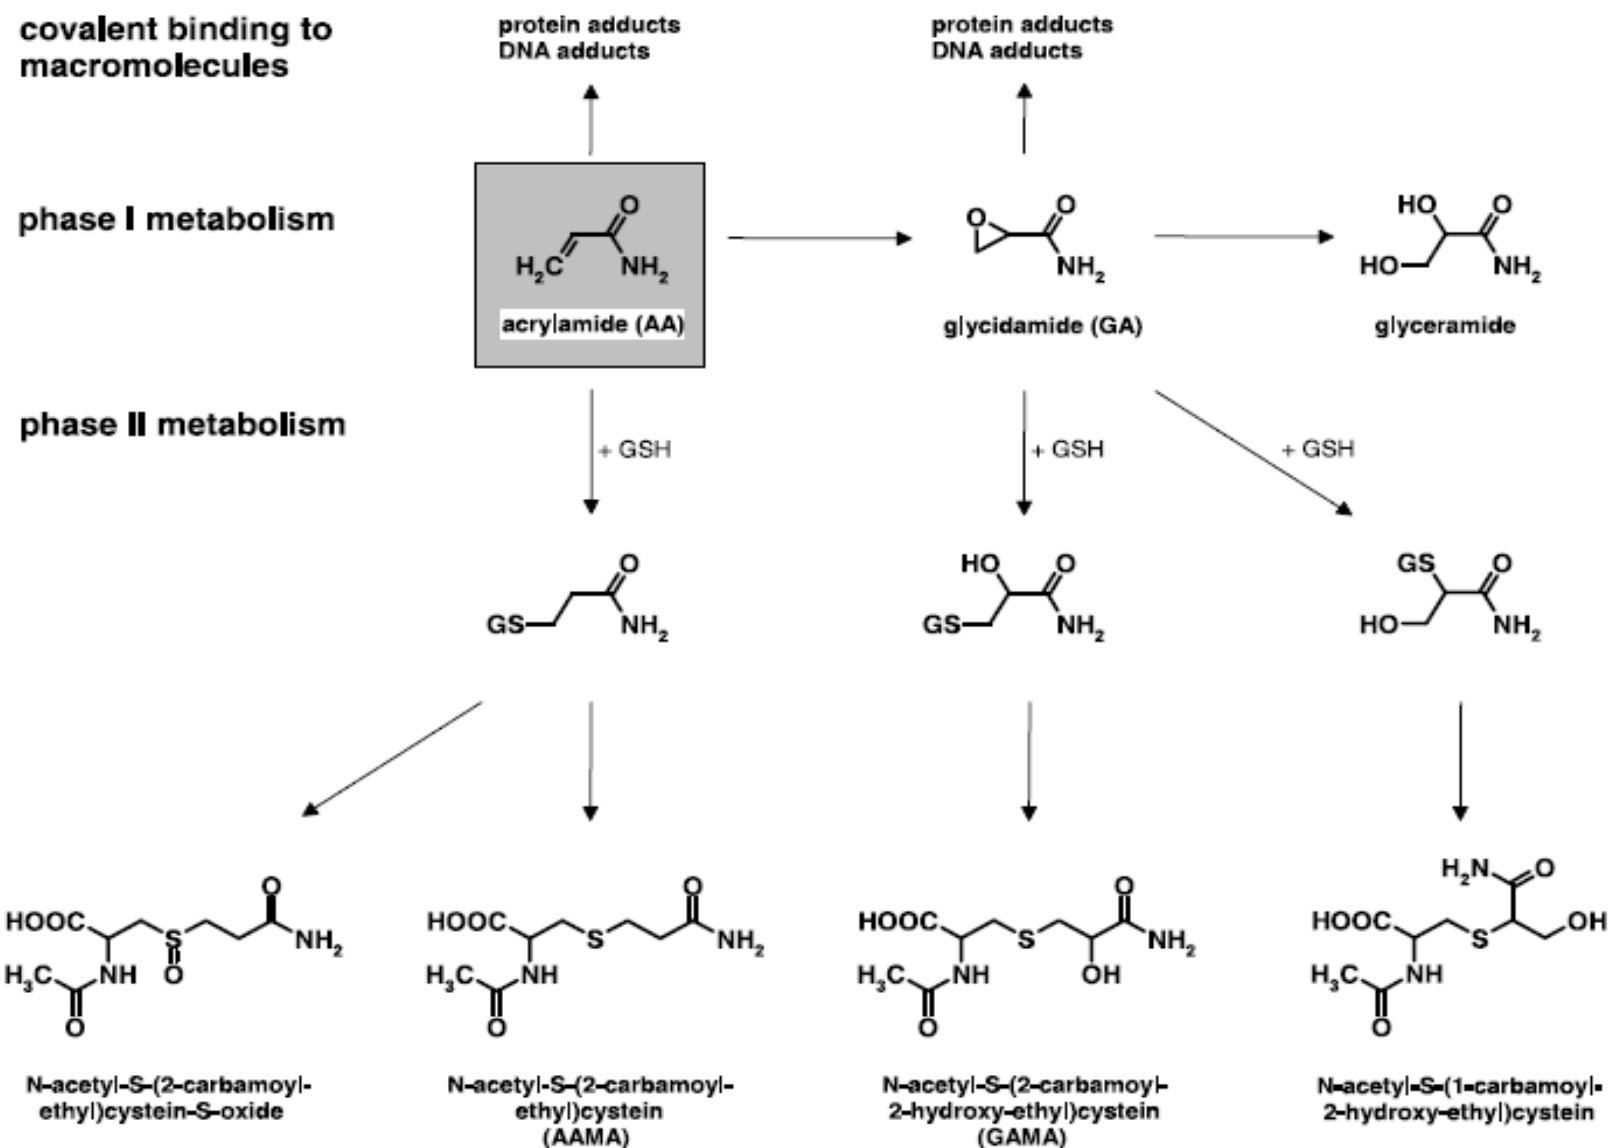 covalent binding to
macromolecules
protein adducts
DNA adducts
protein adducts
DNA adducts
phase I metabolism
O
H₂C
NH₂
acrylamide (AA)
O
O
NH₂
glycidamide (GA)
HO
O
HO
NH₂
glyceramide
phase II metabolism
+ GSH
+ GSH
+ GSH
O
GS
NH₂
HO
O
GS
NH₂
GS
O
HO
NH₂
O
HOOC
S
NH₂
H₃C
NH
O
O
N-acetyl-S-(2-carbamoyl-
ethyl)cystein-S-oxide
O
HOOC
S
NH₂
H₃C
NH
O
N-acetyl-S-(2-carbamoyl-
ethyl)cystein
(AAMA)
O
HOOC
S
NH₂
H₃C
NH
OH
O
N-acetyl-S-(2-carbamoyl-
2-hydroxy-ethyl)cystein
(GAMA)
H₂N
O
HOOC
S
OH
H₃C
NH
O
N-acetyl-S-(1-carbamoyl-
2-hydroxy-ethyl)cystein